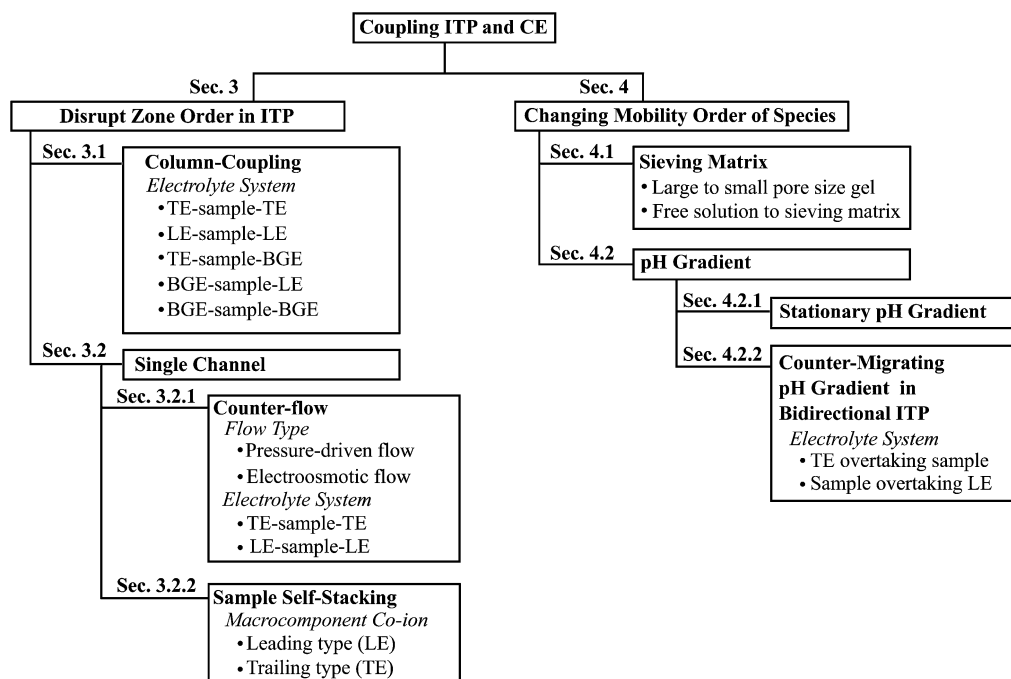 Coupling ITP and CE
Sec. 3
Disrupt Zone Order in ITP
Sec. 3.1
Column-Coupling
Electrolyte System
• TE-sample-TE
• LE-sample-LE
• TE-sample-BGE
• BGE-sample-LE
• BGE-sample-BGE
Sec. 3.2
Single Channel
Sec. 3.2.1
Counter-flow
Flow Type
• Pressure-driven flow
• Electroosmotic flow
Electrolyte System
• TE-sample-TE
• LE-sample-LE
Sec. 3.2.2
Sample Self-Stacking
Macrocomponent Co-ion
• Leading type (LE)
• Trailing type (TE)
Sec. 4
Changing Mobility Order of Species
Sec. 4.1
Sieving Matrix
• Large to small pore size gel
• Free solution to sieving matrix
Sec. 4.2
pH Gradient
Sec. 4.2.1
Stationary pH Gradient
Sec. 4.2.2
Counter-Migrating
pH Gradient in
Bidirectional ITP
Electrolyte System
• TE overtaking sample
• Sample overtaking LE